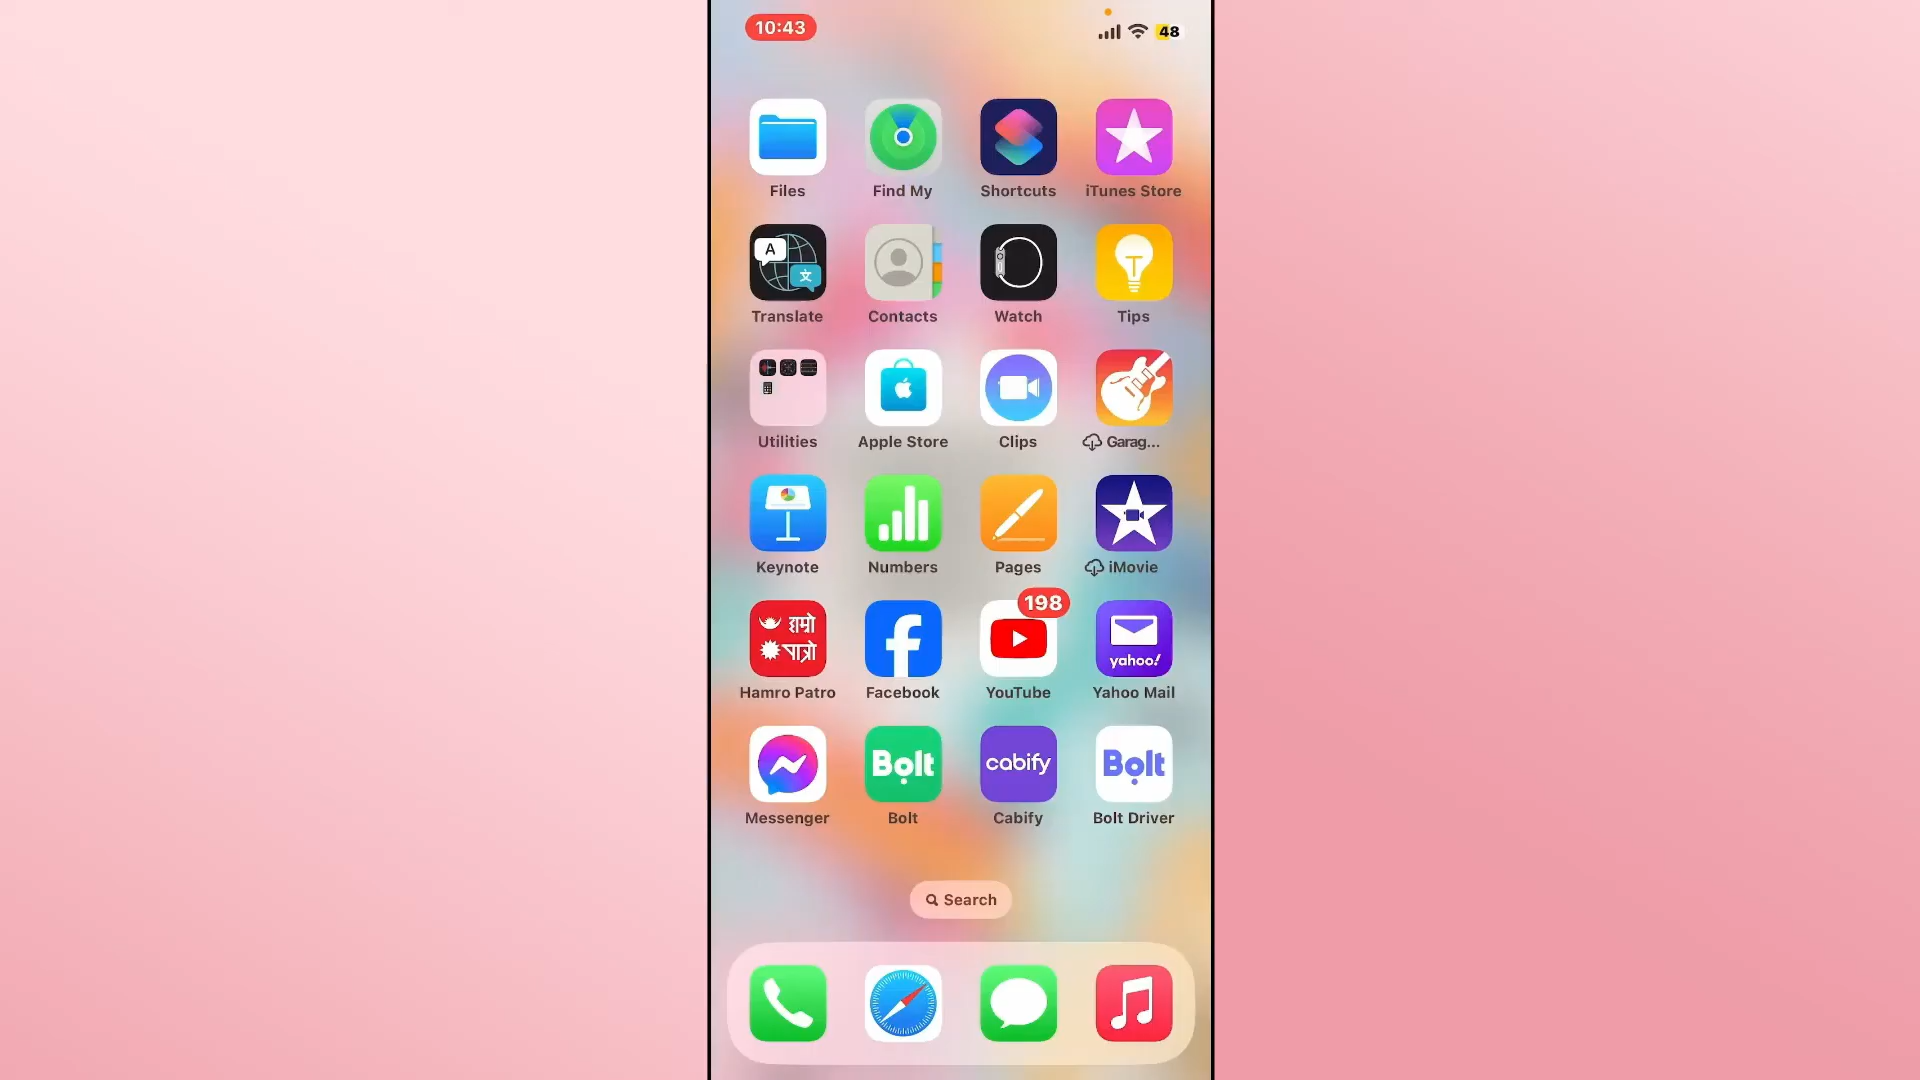 10:43
48
Files Find My Shortcuts iTunes Store
A
文
T
Translate Contacts Watch Tips
Utilities Apple Store Clips Garag...
Keynote Numbers Pages iMovie
198
हाम्रो
पात्रो
yahoo!
Hamro Patro Facebook YouTube Yahoo Mail
Bolt cabify Bolt
Messenger Bolt Cabify Bolt Driver
Search